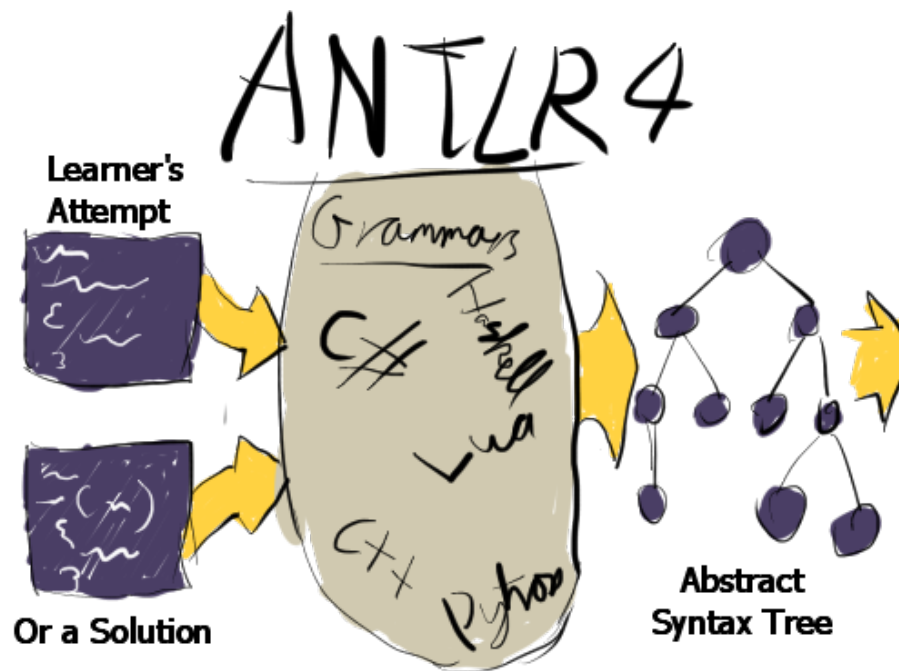 ANTLR4
Learner's
Attempt
Grammars
Haskell
C#
Lua
C++
Python
Or a Solution
Abstract
Syntax Tree